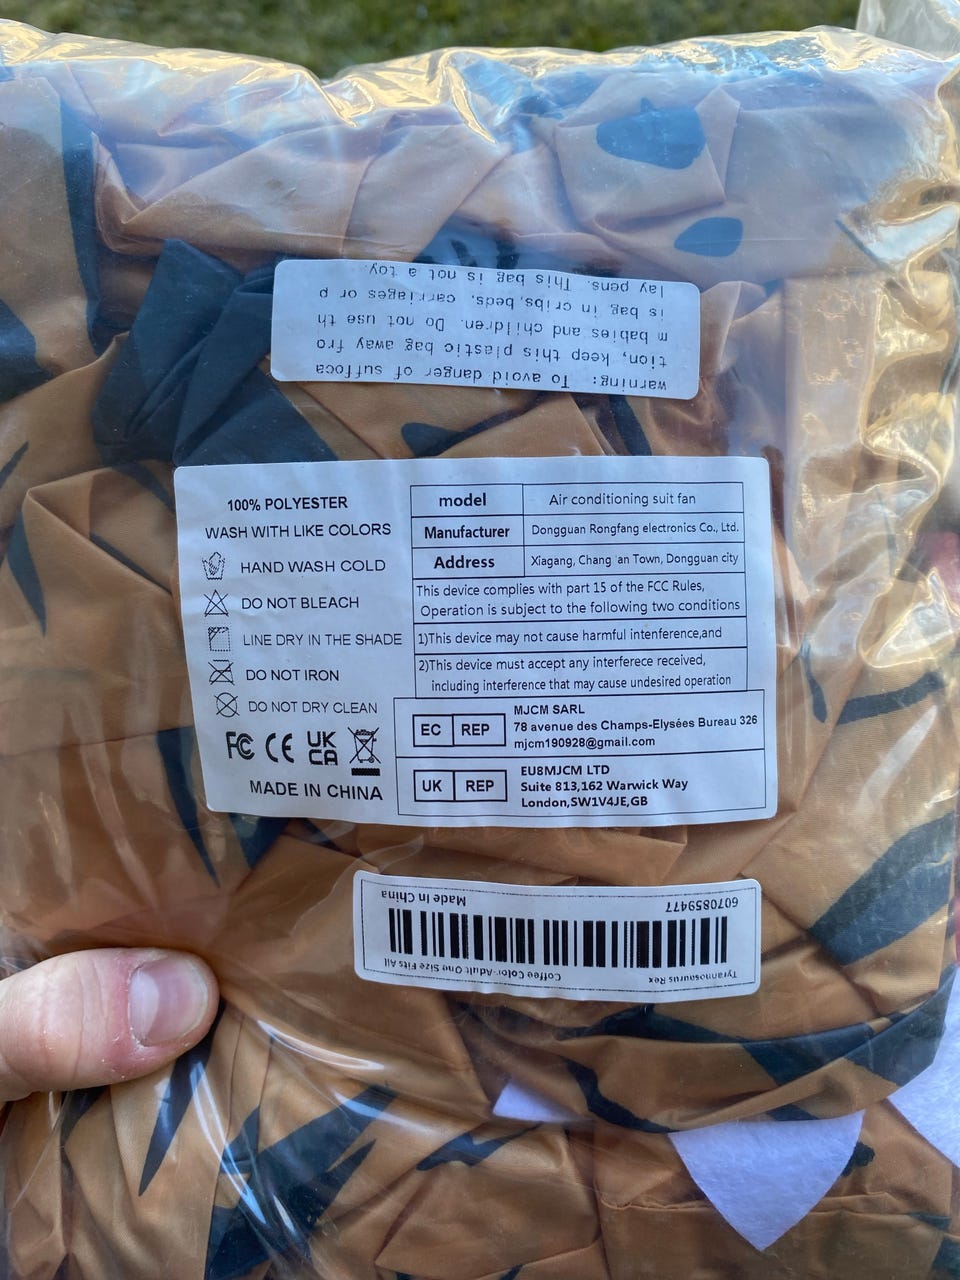 warning: To avoid danger of suffoca
tion, keep this plastic bag away fro
m babies and children. Do not use th
is bag in cribs,beds, carriages or p
lay pens. This bag is not a toy.
100% POLYESTER
WASH WITH LIKE COLORS
HAND WASH COLD
DO NOT BLEACH
LINE DRY IN THE SHADE
DO NOT IRON
DO NOT DRY CLEAN
FC CE UK CA
MADE IN CHINA
model Air conditioning suit fan
Manufacturer Dongguan Rongfang electronics Co., Ltd.
Address Xiagang, Chang 'an Town, Dongguan city
This device complies with part 15 of the FCC Rules,
Operation is subject to the following two conditions
1)This device may not cause harmful intenference,and
2)This device must accept any interferece received,
including interference that may cause undesired operation
EC REP
MJCM SARL
78 avenue des Champs-Elysées Bureau 326
mjcm190928@gmail.com
UK REP
EU8MJCM LTD
Suite 813,162 Warwick Way
London,SW1V4JE,GB
Tyrannosaurus Rex Coffee Color-Adult One Size Fits All
6070859477 Made In China